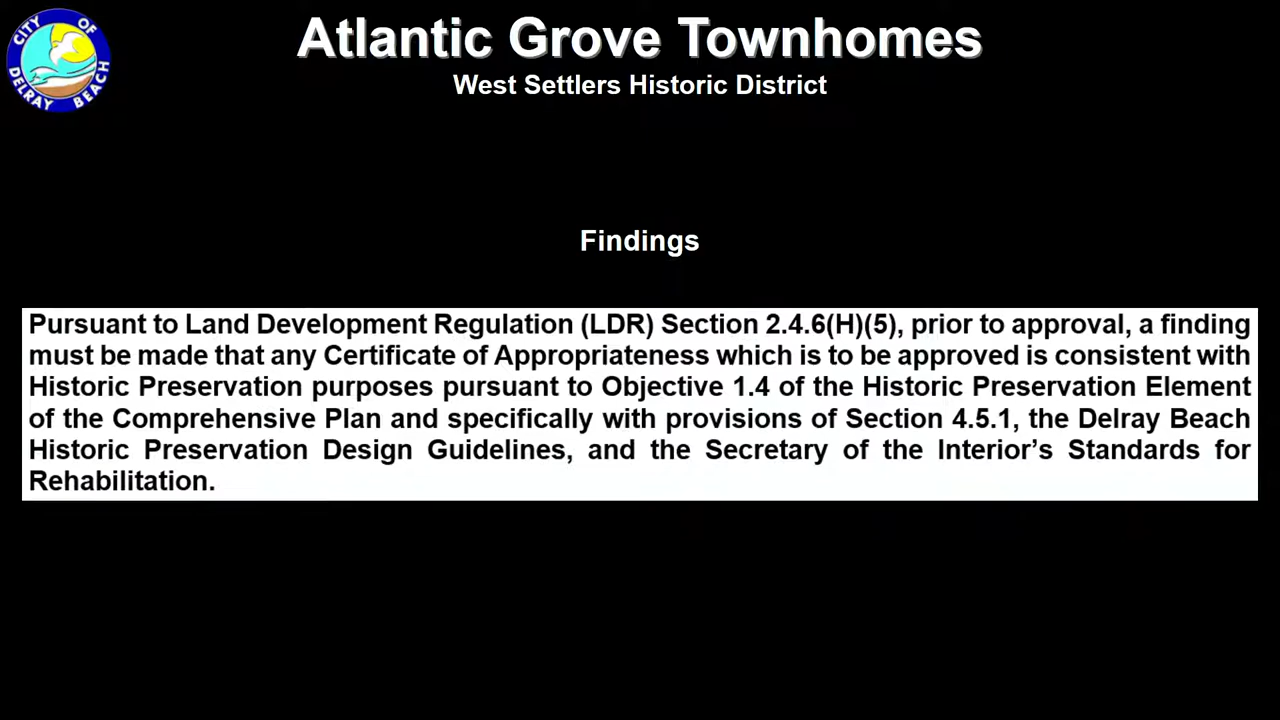 CITY OF
DELRAY BEACH
Atlantic Grove Townhomes
West Settlers Historic District
Findings
Pursuant to Land Development Regulation (LDR) Section 2.4.6(H)(5), prior to approval, a finding
must be made that any Certificate of Appropriateness which is to be approved is consistent with
Historic Preservation purposes pursuant to Objective 1.4 of the Historic Preservation Element
of the Comprehensive Plan and specifically with provisions of Section 4.5.1, the Delray Beach
Historic Preservation Design Guidelines, and the Secretary of the Interior’s Standards for
Rehabilitation.